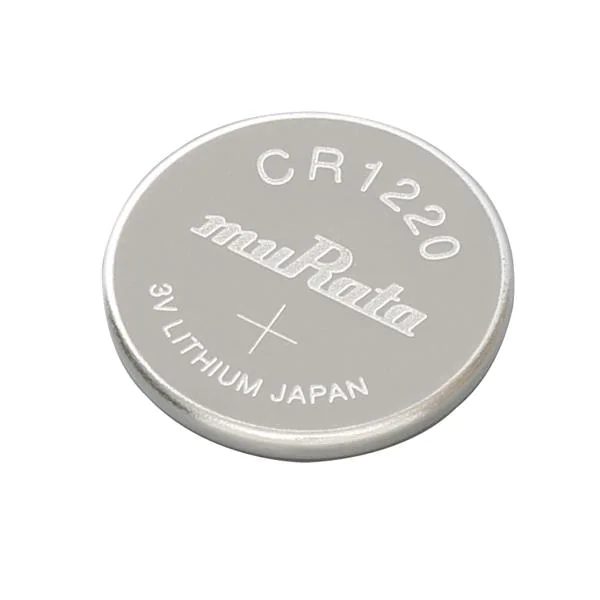 CR1220
muRata
+
3V LITHIUM JAPAN